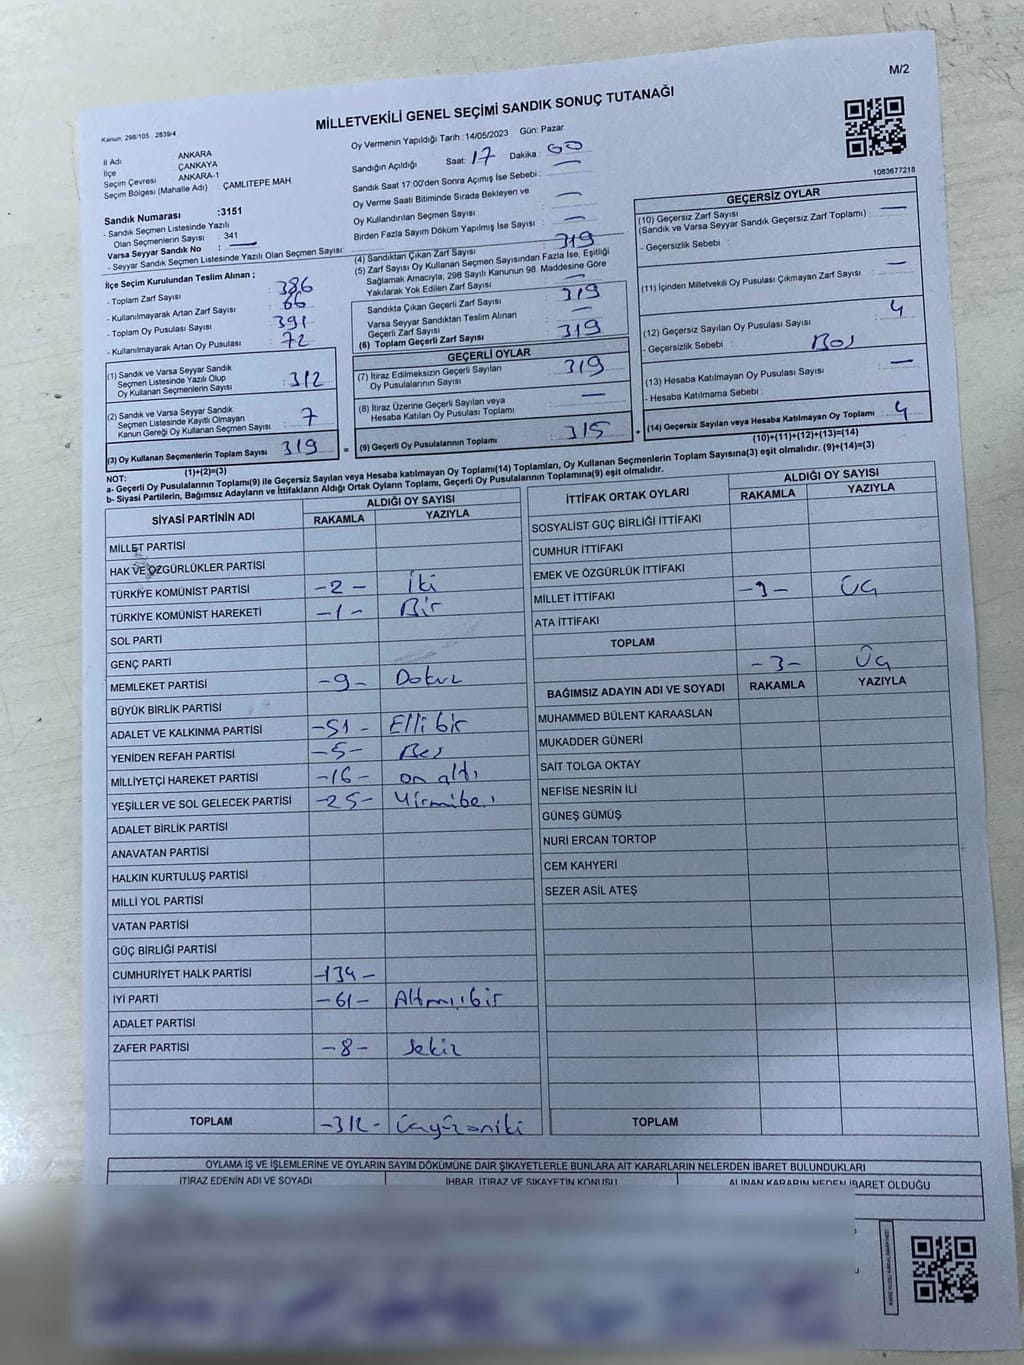 M/2
MİLLETVEKİLİ GENEL SEÇİMİ SANDIK SONUÇ TUTANAĞI
Kanun: 298/105 2839/4
İl Adı ANKARA
İlçe ÇANKAYA
Seçim Çevresi ANKARA-1
Seçim Bölgesi (Mahalle Adı) : ÇAMLITEPE MAH.
Sandık Numarası :3151
- Sandık Seçmen Listesinde Yazılı
Olan Seçmenlerin Sayısı : 341
Varsa Seyyar Sandık No : —
- Seyyar Sandık Seçmen Listesinde Yazılı Olan Seçmen Sayısı:
Oy Vermenin Yapıldığı Tarih :14/05/2023 Gün: Pazar
Sandığın Açıldığı Saat: 17 Dakika : 00
Sandık Saat 17:00'den Sonra Açımış İse Sebebi : —
Oy Verme Saati Bitiminde Sırada Bekleyen ve
Oy Kullandırılan Seçmen Sayısı —
Birden Fazla Sayım Döküm Yapılmış İse Sayısı : —
1083677218
İlçe Seçim Kurulundan Teslim Alınan ;
- Toplam Zarf Sayısı : 386
- Kullanılmayarak Artan Zarf Sayısı : 66
- Toplam Oy Pusulası Sayısı : 391
- Kullanılmayarak Artan Oy Pusulası : 72
(1) Sandık ve Varsa Seyyar Sandık
Seçmen Listesinde Yazılı Olup
Oy Kullanan Seçmenlerin Sayısı : 312
(2) Sandık ve Varsa Seyyar Sandık
Seçmen Listesinde Kayıtlı Olmayan
Kanun Gereği Oy Kullanan Seçmen Sayısı : 7
(3) Oy Kullanan Seçmenlerin Toplam Sayısı : 319
(1)+(2)=(3)
(4) Sandıktan Çıkan Zarf Sayısı : 319
(5) Zarf Sayısı Oy Kullanan Seçmen Sayısından Fazla İse, Eşitliği
Sağlamak Amacıyla, 298 Sayılı Kanunun 98. Maddesine Göre
Yakılarak Yok Edilen Zarf Sayısı : —
Sandıkta Çıkan Geçerli Zarf Sayısı : 319
Varsa Seyyar Sandıktan Teslim Alınan
Geçerli Zarf Sayısı : —
(6) Toplam Geçerli Zarf Sayısı : 319
GEÇERLİ OYLAR
(7) İtiraz Edilmeksizin Geçerli Sayılan
Oy Pusulalarının Sayısı : 319
(8) İtiraz Üzerine Geçerli Sayılan veya
Hesaba Katılan Oy Pusulası Toplamı : —
= (9) Geçerli Oy Pusulalarının Toplamı : 315 +
GEÇERSİZ OYLAR
(10) Geçersiz Zarf Sayısı
(Sandık ve Varsa Seyyar Sandık Geçersiz Zarf Toplamı) : —
- Geçersizlik Sebebi :
(11) İçinden Milletvekili Oy Pusulası Çıkmayan Zarf Sayısı : —
(12) Geçersiz Sayılan Oy Pusulası Sayısı : 4
- Geçersizlik Sebebi : Boş
(13) Hesaba Katılmayan Oy Pusulası Sayısı : —
- Hesaba Katılmama Sebebi :
(14) Geçersiz Sayılan veya Hesaba Katılmayan Oy Toplamı : 4
(10)+(11)+(12)+(13)=(14)
NOT:
a- Geçerli Oy Pusulalarının Toplamı(9) ile Geçersiz Sayılan veya Hesaba katılmayan Oy Toplamı(14) Toplamları, Oy Kullanan Seçmenlerin Toplam Sayısına(3) eşit olmalıdır. (9)+(14)=(3)
b- Siyasi Partilerin, Bağımsız Adayların ve İttifakların Aldığı Ortak Oyların Toplamı, Geçerli Oy Pusulalarının Toplamına(9) eşit olmalıdır.
SİYASİ PARTİNİN ADI ALDIĞI OY SAYISI
RAKAMLA YAZIYLA
MİLLET PARTİSİ
HAK VE ÖZGÜRLÜKLER PARTİSİ
TÜRKİYE KOMÜNİST PARTİSİ -2- İki
TÜRKİYE KOMÜNİST HAREKETİ -1- Bir
SOL PARTİ
GENÇ PARTİ
MEMLEKET PARTİSİ -9- Dokuz
BÜYÜK BİRLİK PARTİSİ
ADALET VE KALKINMA PARTİSİ -51- Elli bir
YENİDEN REFAH PARTİSİ -5- Beş
MİLLİYETÇİ HAREKET PARTİSİ -16- on altı
YEŞİLLER VE SOL GELECEK PARTİSİ -25- Yirmibeş
ADALET BİRLİK PARTİSİ
ANAVATAN PARTİSİ
HALKIN KURTULUŞ PARTİSİ
MİLLİ YOL PARTİSİ
VATAN PARTİSİ
GÜÇ BİRLİĞİ PARTİSİ
CUMHURİYET HALK PARTİSİ -134-
İYİ PARTİ -61- Altmışbir
ADALET PARTİSİ
ZAFER PARTİSİ -8- Sekiz
TOPLAM -312- Üçyüzoniki
İTTİFAK ORTAK OYLARI ALDIĞI OY SAYISI
RAKAMLA YAZIYLA
SOSYALİST GÜÇ BİRLİĞİ İTTİFAKI
CUMHUR İTTİFAKI
EMEK VE ÖZGÜRLÜK İTTİFAKI
MİLLET İTTİFAKI -3- Üç
ATA İTTİFAKI
TOPLAM -3- Üç
BAĞIMSIZ ADAYIN ADI VE SOYADI RAKAMLA YAZIYLA
MUHAMMED BÜLENT KARAASLAN
MUKADDER GÜNERİ
SAİT TOLGA OKTAY
NEFİSE NESRİN İLİ
GÜNEŞ GÜMÜŞ
NURİ ERCAN TORTOP
CEM KAHYERİ
SEZER ASİL ATEŞ
TOPLAM
OYLAMA İŞ VE İŞLEMLERİNE VE OYLARIN SAYIM DÖKÜMÜNE DAİR ŞİKAYETLERLE BUNLARA AİT KARARLARIN NELERDEN İBARET BULUNDUKLARI
İTİRAZ EDENİN ADI VE SOYADI İHBAR, İTİRAZ VE ŞİKAYETİN KONUSU ALINAN KARARIN NEDEN İBARET OLDUĞU